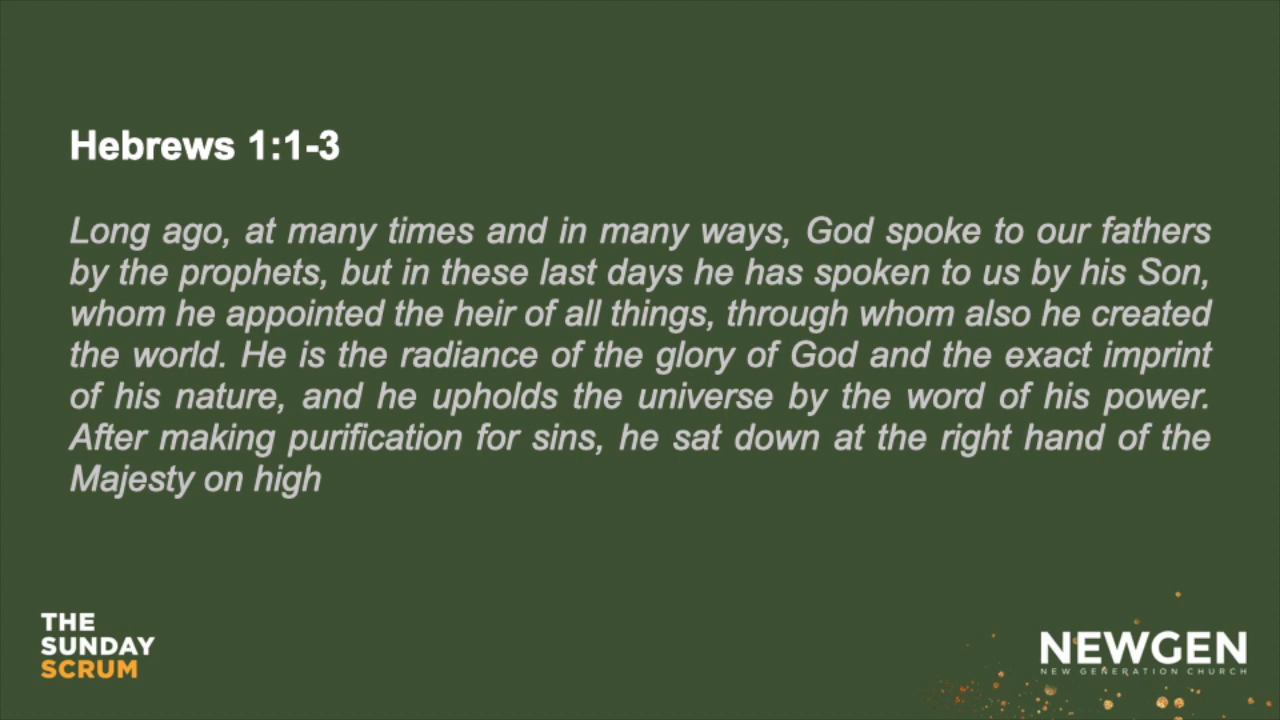 Hebrews 1:1-3
Long ago, at many times and in many ways, God spoke to our fathers
by the prophets, but in these last days he has spoken to us by his Son,
whom he appointed the heir of all things, through whom also he created
the world. He is the radiance of the glory of God and the exact imprint
of his nature, and he upholds the universe by the word of his power.
After making purification for sins, he sat down at the right hand of the
Majesty on high
THE
SUNDAY
SCRUM
NEWGEN
NEW GENERATION CHURCH